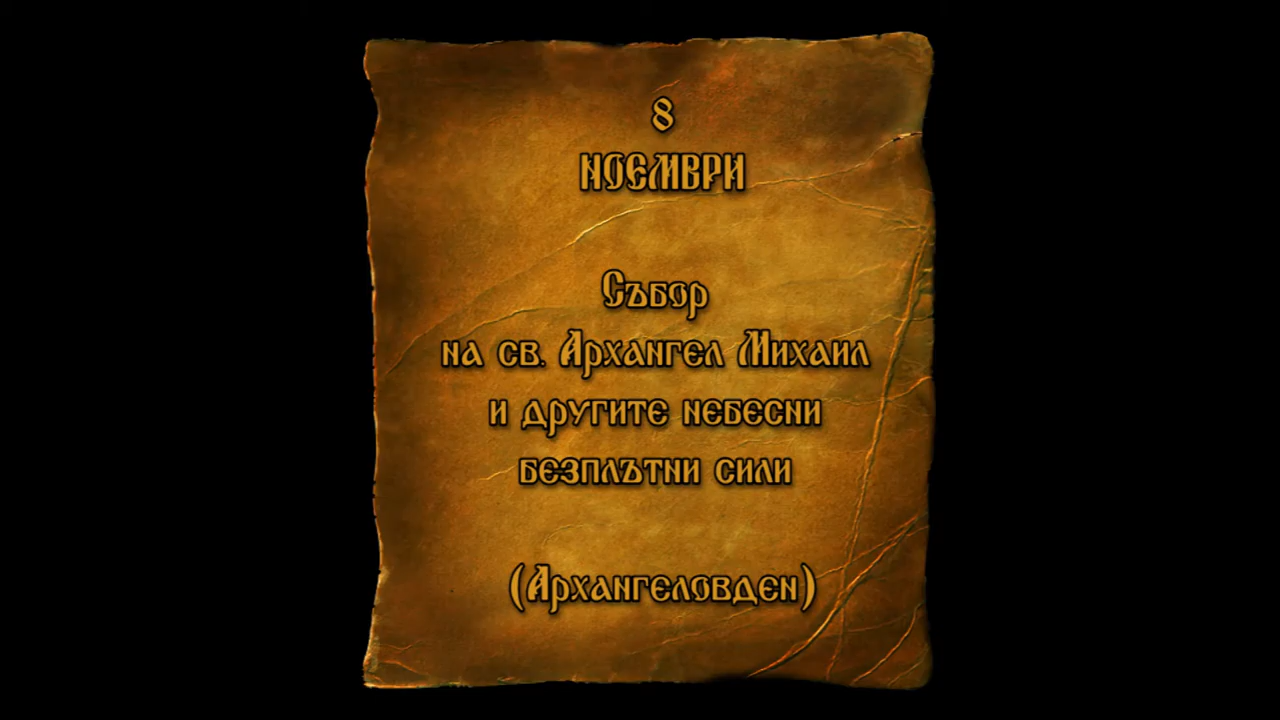 8
НОЕМВРИ
Събор
на св. Архангел Михаил
и другите небесни
безплътни сили
(Архангеловден)